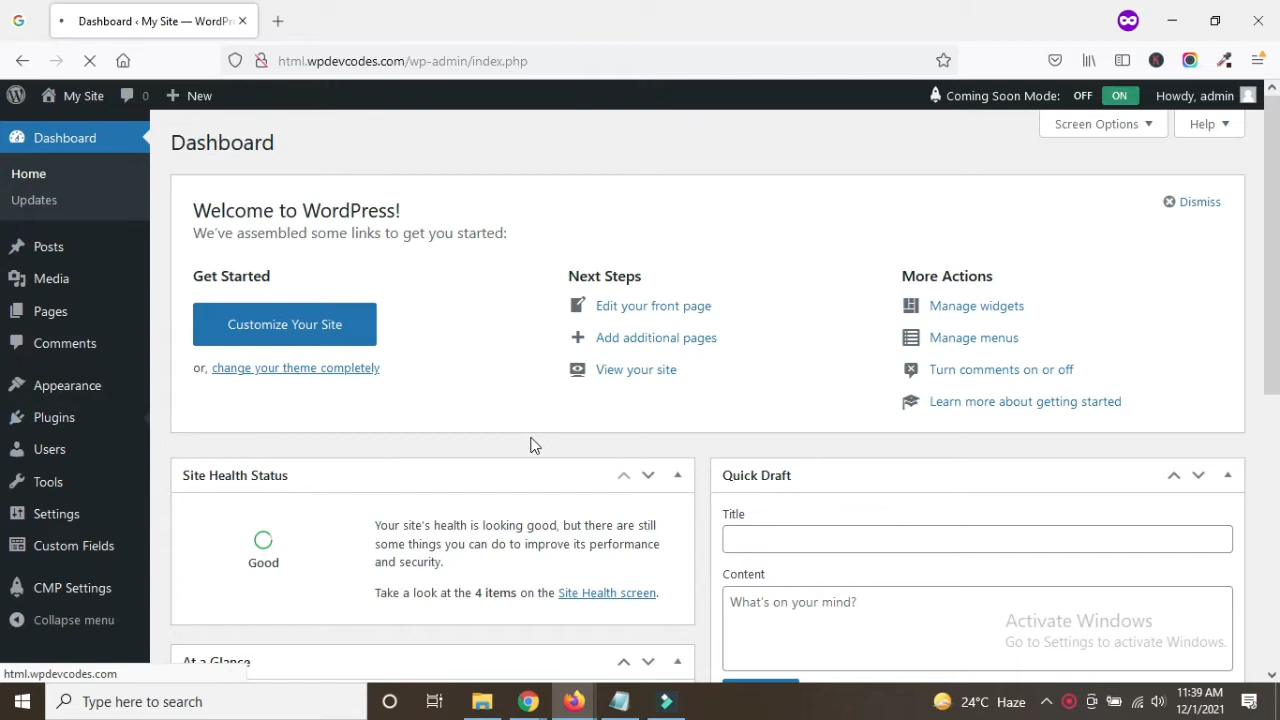 Dashboard ‹ My Site — WordPr
html.wpdevcodes.com/wp-admin/index.php
My Site
0
New
Coming Soon Mode:
OFF
ON
Howdy, admin
Dashboard
Home
Updates
Posts
Media
Pages
Comments
Appearance
Plugins
Users
Tools
Settings
Custom Fields
CMP Settings
Collapse menu
Dashboard
Screen Options
Help
Welcome to WordPress!
We've assembled some links to get you started:
Dismiss
Get Started
Customize Your Site
or, change your theme completely
Next Steps
Edit your front page
Add additional pages
View your site
More Actions
Manage widgets
Manage menus
Turn comments on or off
Learn more about getting started
Site Health Status
Good
Your site's health is looking good, but there are still
some things you can do to improve its performance
and security.
Take a look at the 4 items on the Site Health screen.
At a Glance
Quick Draft
Title
Content
What's on your mind?
Activate Windows
Go to Settings to activate Windows.
html.wpdevcodes.com
Type here to search
24°C Haze
11:39 AM
12/1/2021